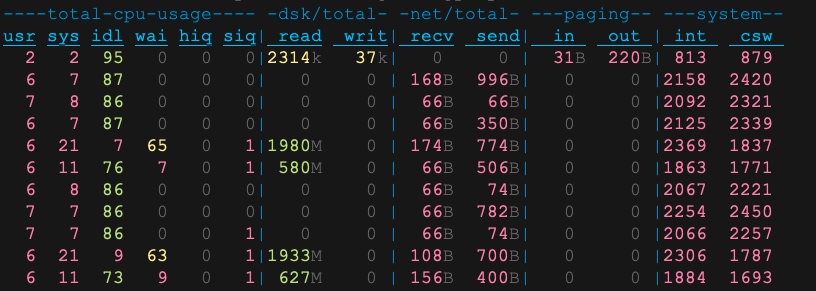 ----total-cpu-usage---- -dsk/total- -net/total- ---paging-- ---system--
usr sys idl wai hiq siq| read writ| recv send| in out | int csw
2 2 95 0 0 0|2314k 37k| 0 0 | 31B 220B| 813 879
6 7 87 0 0 0| 0 0 | 168B 996B| 0 0 |2158 2420
7 8 86 0 0 0| 0 0 | 66B 66B| 0 0 |2092 2321
6 7 87 0 0 0| 0 0 | 66B 350B| 0 0 |2125 2339
6 21 7 65 0 1|1980M 0 | 174B 774B| 0 0 |2369 1837
6 11 76 7 0 1| 580M 0 | 66B 506B| 0 0 |1863 1771
6 8 86 0 0 0| 0 0 | 66B 74B| 0 0 |2067 2221
7 7 86 0 0 0| 0 0 | 66B 782B| 0 0 |2254 2450
7 7 86 0 0 1| 0 0 | 66B 74B| 0 0 |2066 2257
6 21 9 63 0 1|1933M 0 | 108B 700B| 0 0 |2306 1787
6 11 73 9 0 1| 627M 0 | 156B 400B| 0 0 |1884 1693